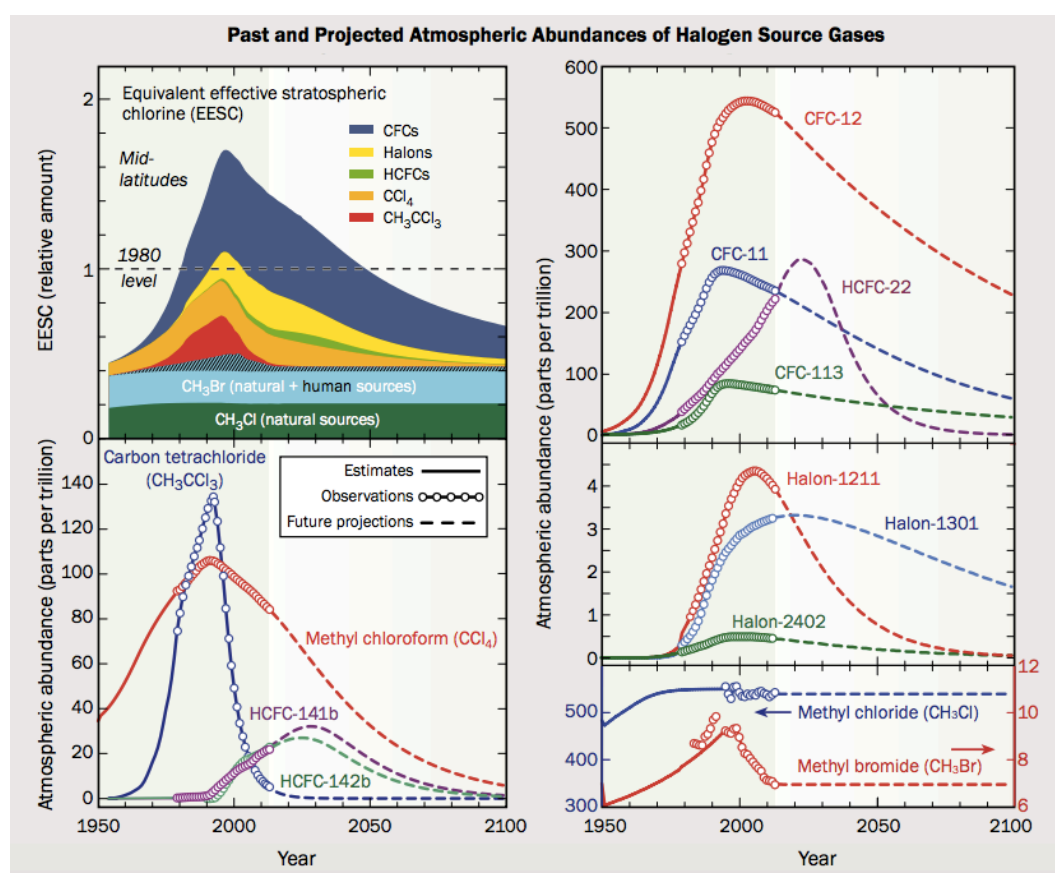 Past and Projected Atmospheric Abundances of Halogen Source Gases
EESC (relative amount)
2
1
0
Equivalent effective stratospheric
chlorine (EESC)
Mid-
latitudes
1980
level
CFCs
Halons
HCFCs
CCl₄
CH₃CCl₃
CH₃Br (natural + human sources)
CH₃Cl (natural sources)
Atmospheric abundance (parts per trillion)
140
120
100
80
60
40
20
0
Carbon tetrachloride
(CH₃CCl₃)
Estimates
Observations
Future projections
Methyl chloroform (CCl₄)
HCFC-141b
HCFC-142b
1950
2000
2050
2100
Year
Atmospheric abundance (parts per trillion)
600
500
400
300
200
100
0
CFC-12
CFC-11
HCFC-22
CFC-113
4
3
2
1
0
Halon-1211
Halon-1301
Halon-2402
500
400
300
12
10
8
6
Methyl chloride (CH₃Cl)
Methyl bromide (CH₃Br)
1950
2000
2050
2100
Year